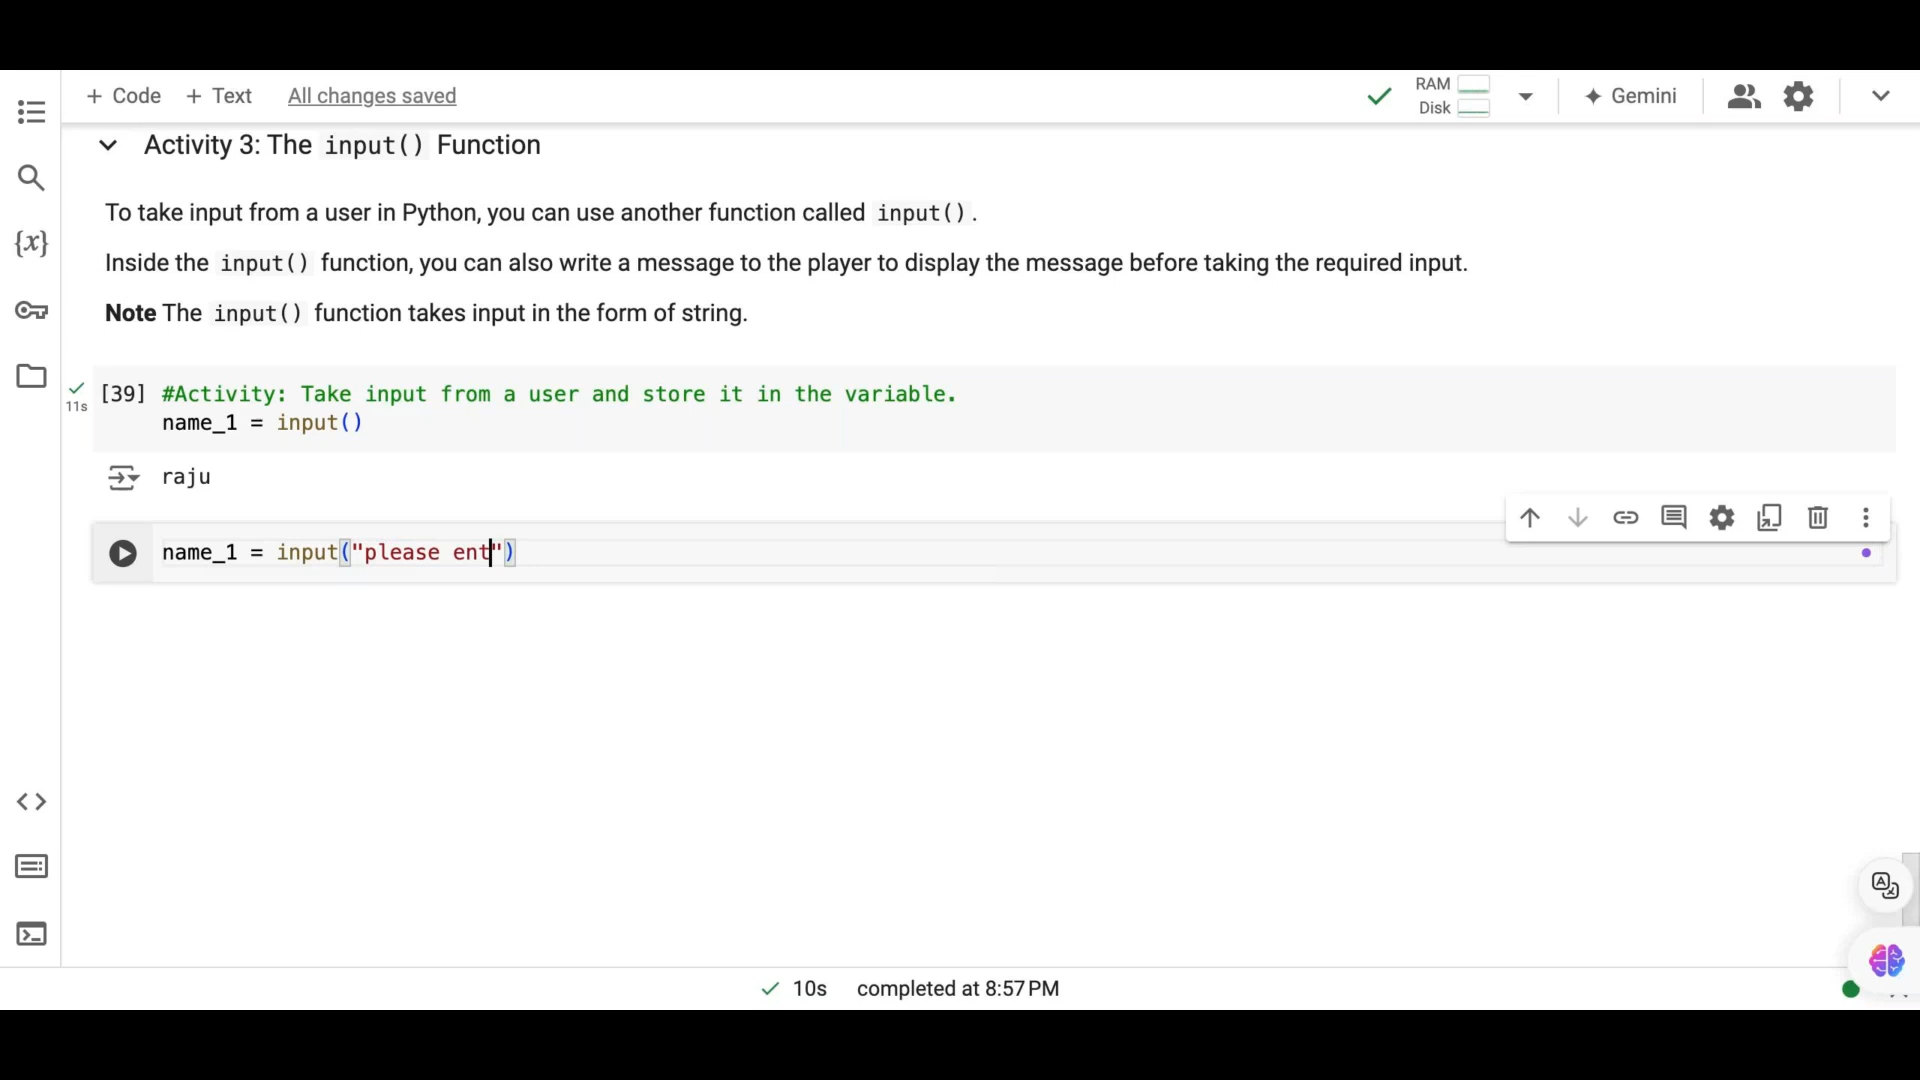 + Code + Text All changes saved
RAM
Disk
Gemini
Activity 3: The input() Function
{x}
To take input from a user in Python, you can use another function called input().
Inside the input() function, you can also write a message to the player to display the message before taking the required input.
Note The input() function takes input in the form of string.
[39] #Activity: Take input from a user and store it in the variable.
11s
name_1 = input()
raju
name_1 = input("please ent")
10s completed at 8:57 PM